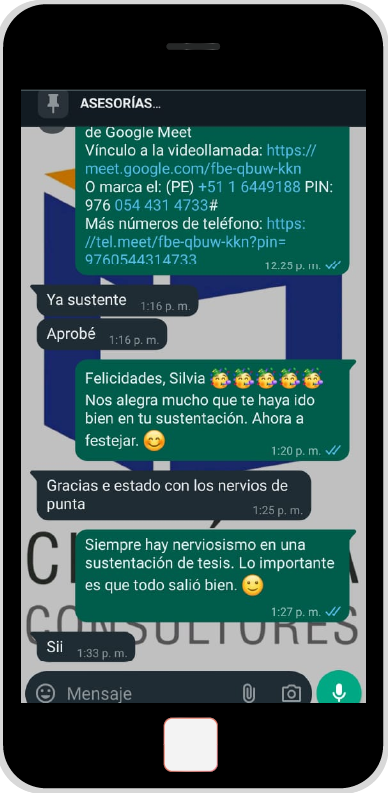 ASESORÍAS...
de Google Meet
Vínculo a la videollamada: https://
meet.google.com/fbe-qbuw-kkn
O marca el: (PE) +51 1 6449188 PIN:
976 054 431 4733#
Más números de teléfono: https:
//tel.meet/fbe-qbuw-kkn?pin=
9760544314733
12:25 p. m.
Ya sustente 1:16 p. m.
Aprobé 1:16 p. m.
Felicidades, Silvia 🥳🥳🥳🥳🥳
Nos alegra mucho que te haya ido
bien en tu sustentación. Ahora a
festejar. 😊
1:20 p. m.
Gracias e estado con los nervios de
punta
1:25 p. m.
Siempre hay nerviosismo en una
sustentación de tesis. Lo importante
es que todo salió bien. 🙂
1:27 p. m.
CONSULTORES
Sii 1:33 p. m.
Mensaje